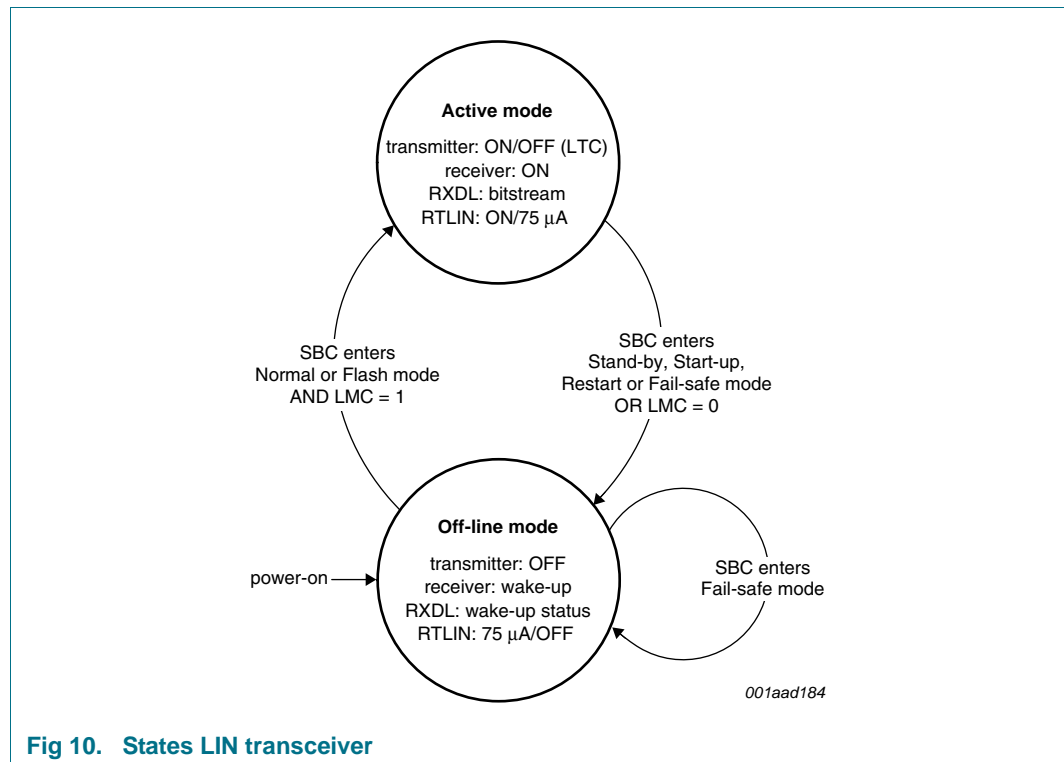 Active mode
transmitter: ON/OFF (LTC)
receiver: ON
RXDL: bitstream
RTLIN: ON/75 μA
SBC enters
Normal or Flash mode
AND LMC = 1
SBC enters
Stand-by, Start-up,
Restart or Fail-safe mode
OR LMC = 0
Off-line mode
transmitter: OFF
receiver: wake-up
RXDL: wake-up status
RTLIN: 75 μA/OFF
power-on
SBC enters
Fail-safe mode
001aad184
Fig 10. States LIN transceiver